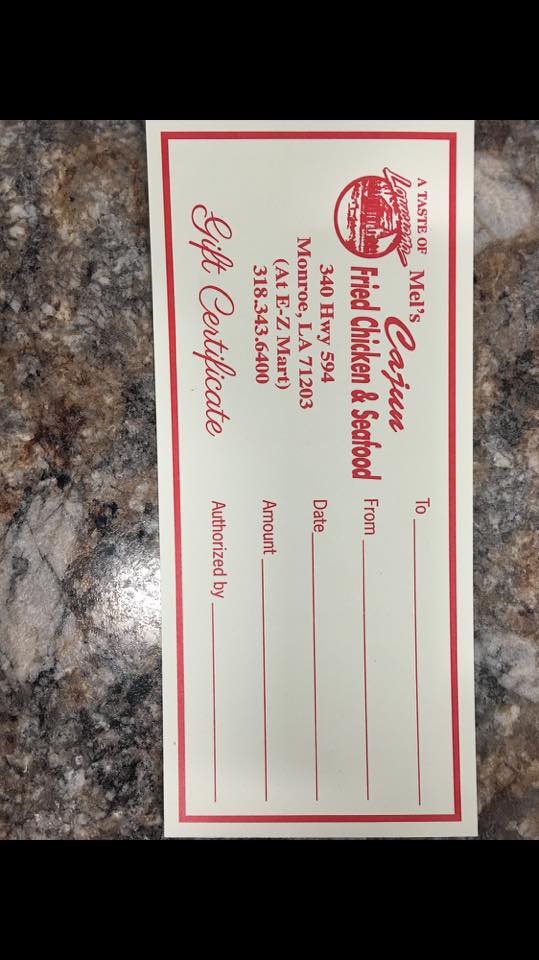 A TASTE OF
Louisiana
Mel's
Cajun
Fried Chicken & Seafood
340 Hwy 594
Monroe, LA 71203
(At E-Z Mart)
318.343.6400
Gift Certificate
To
From
Date
Amount
Authorized by